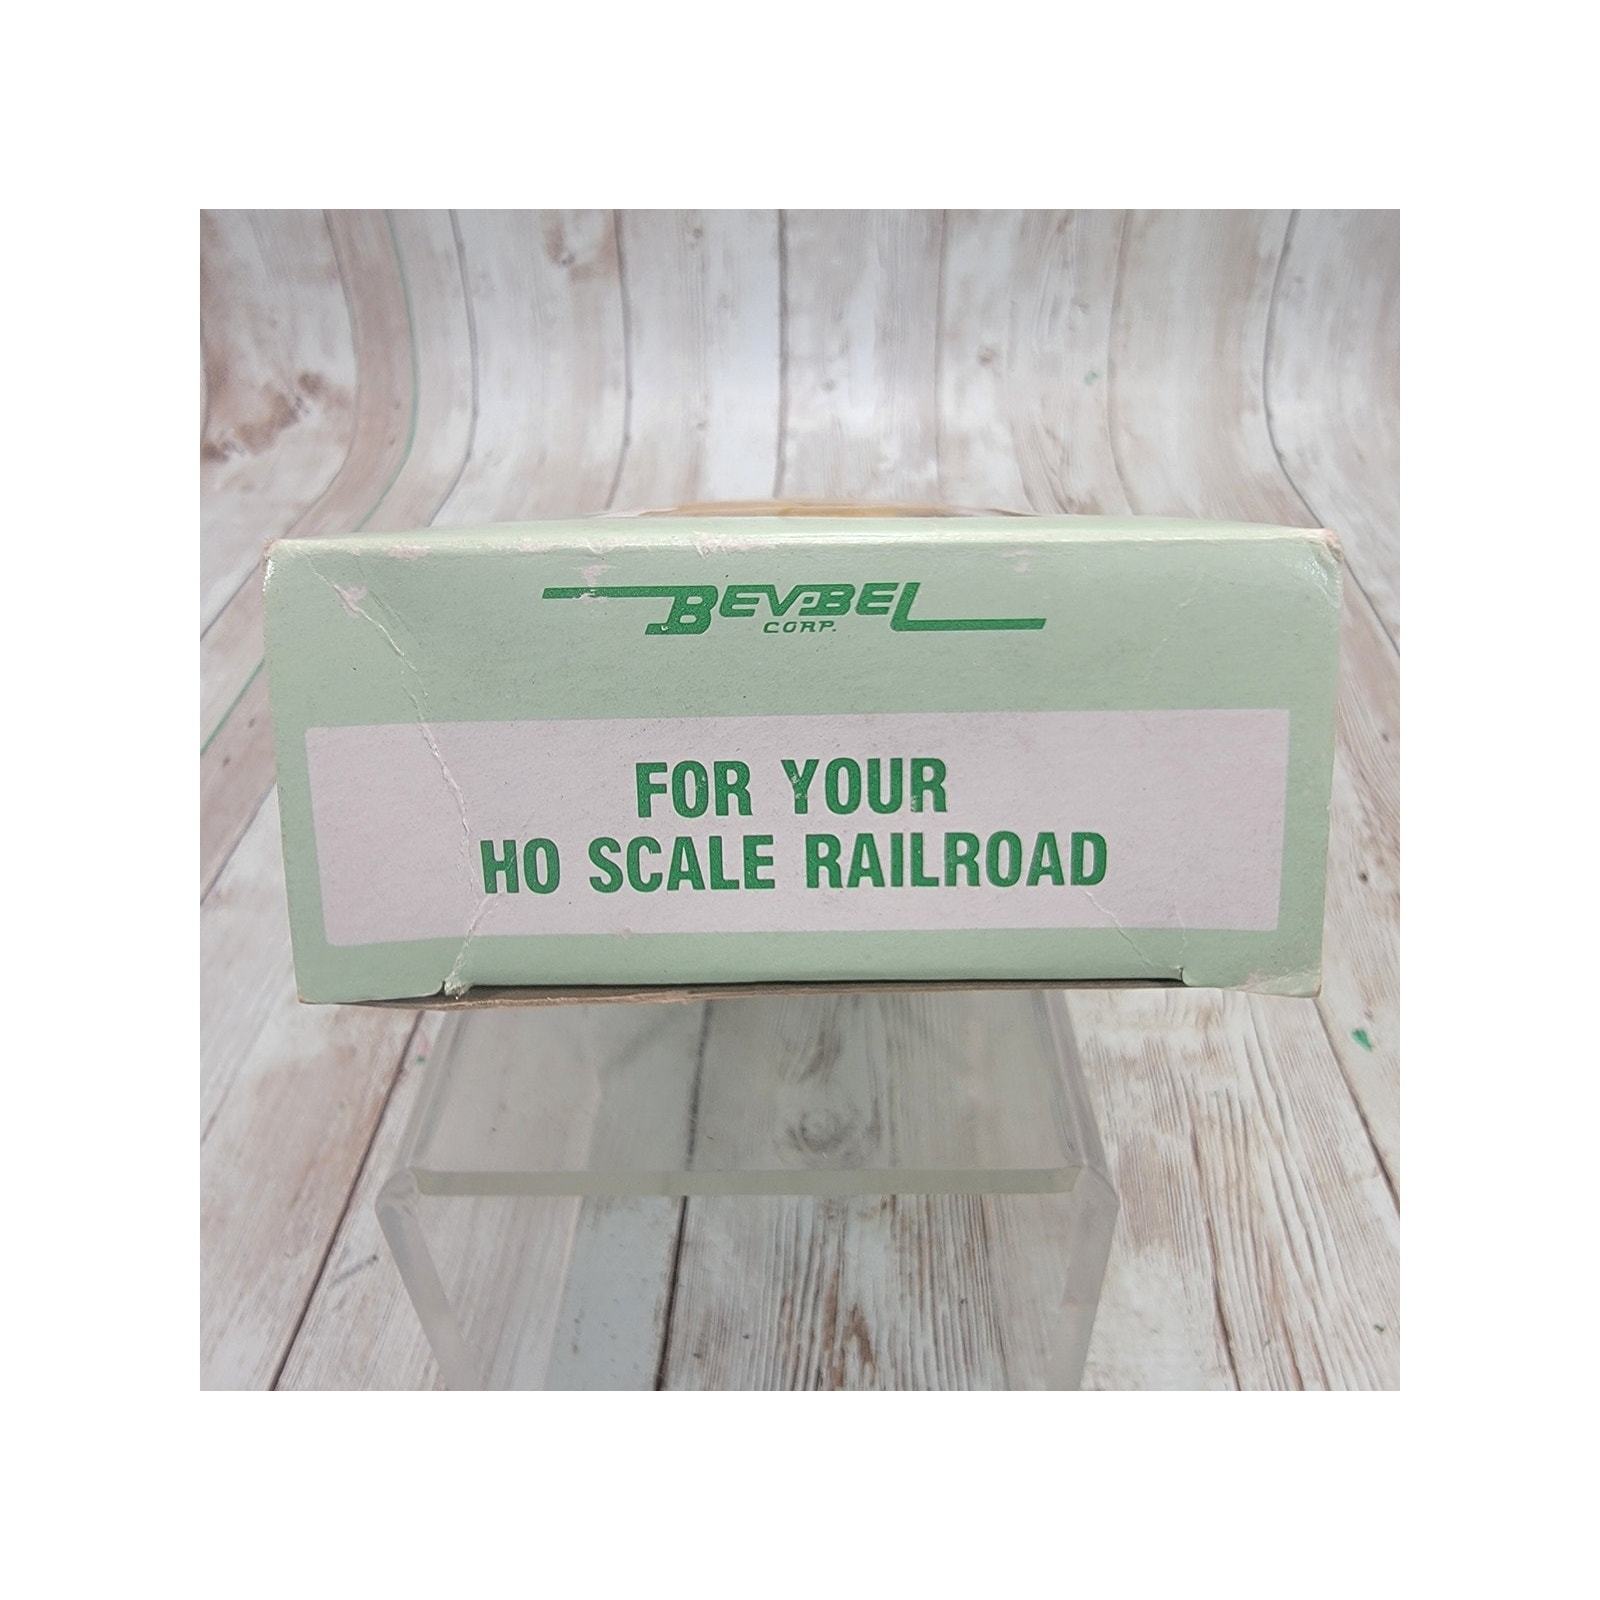 BEV-BEL
CORP.
FOR YOUR
HO SCALE RAILROAD